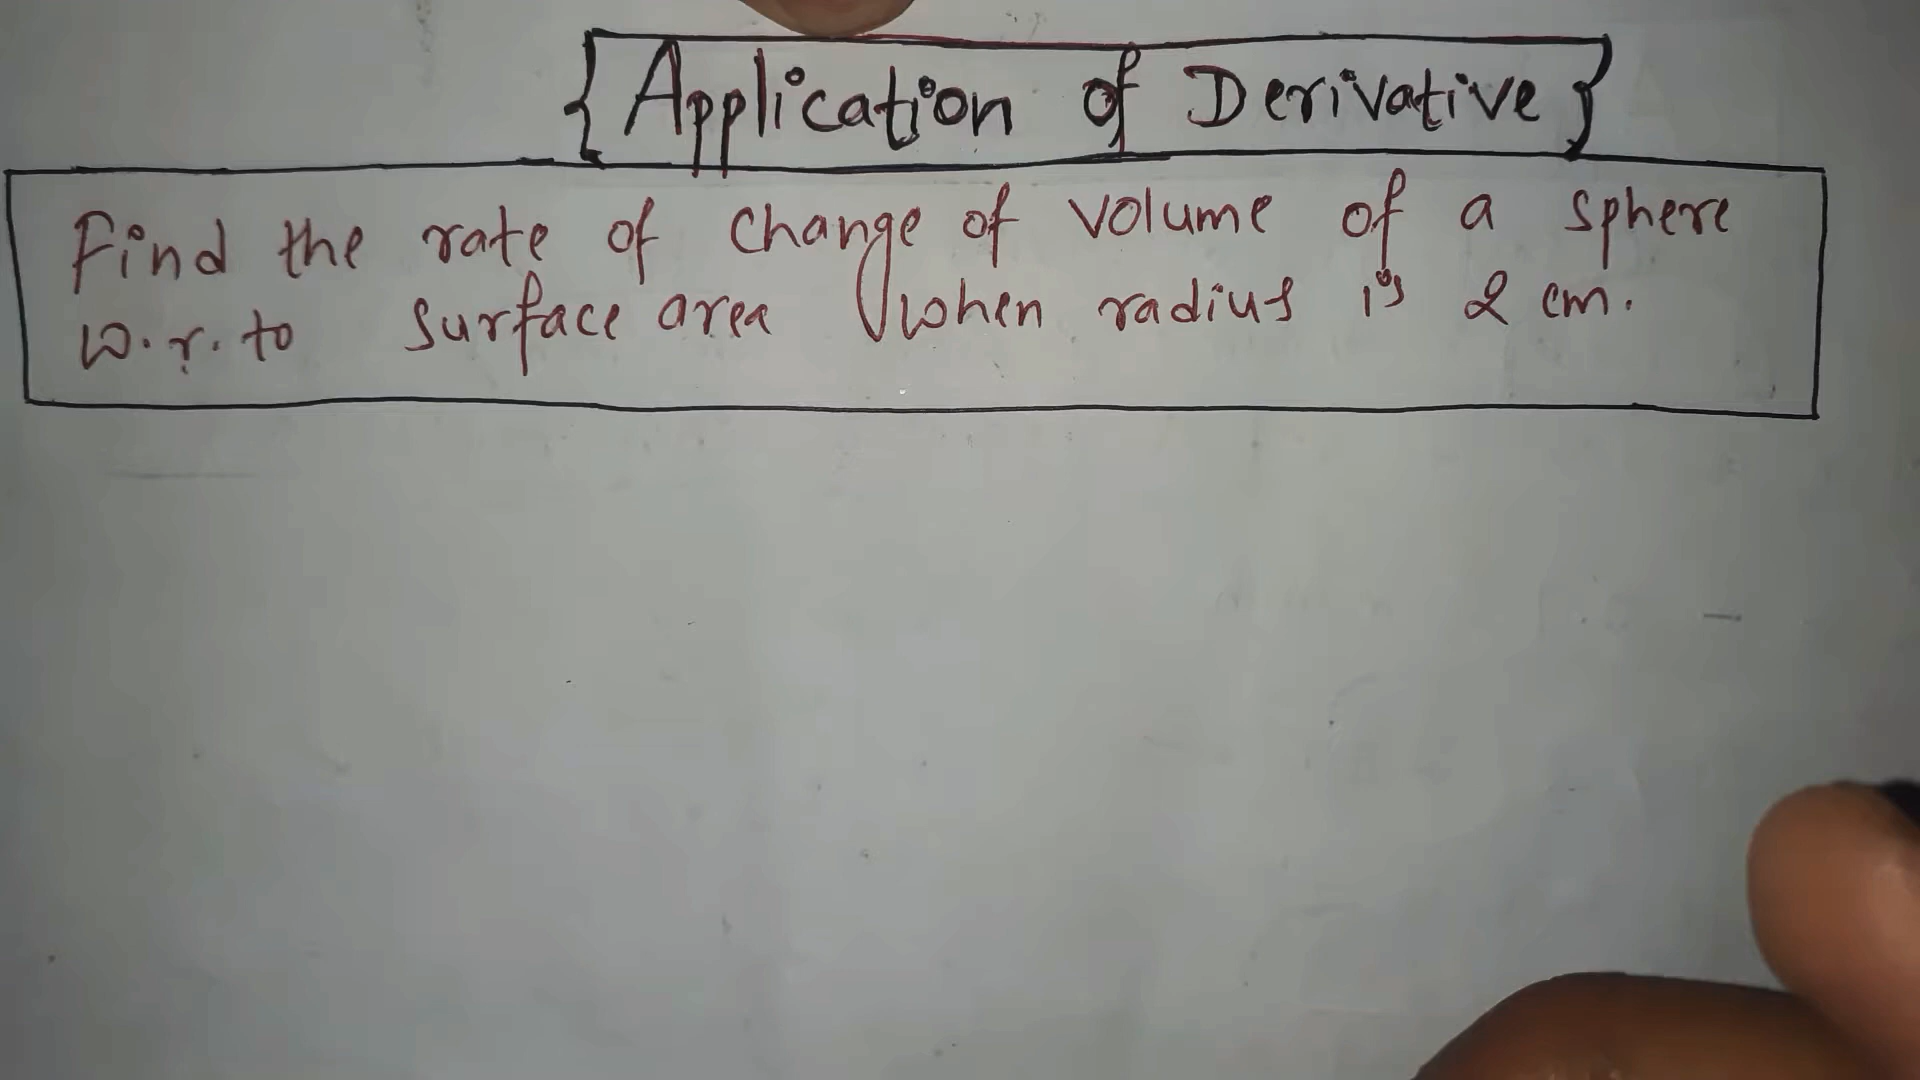 {Application of Derivative}
Find the rate of change of volume of a sphere
w.r.to surface area when radius is 2 cm.